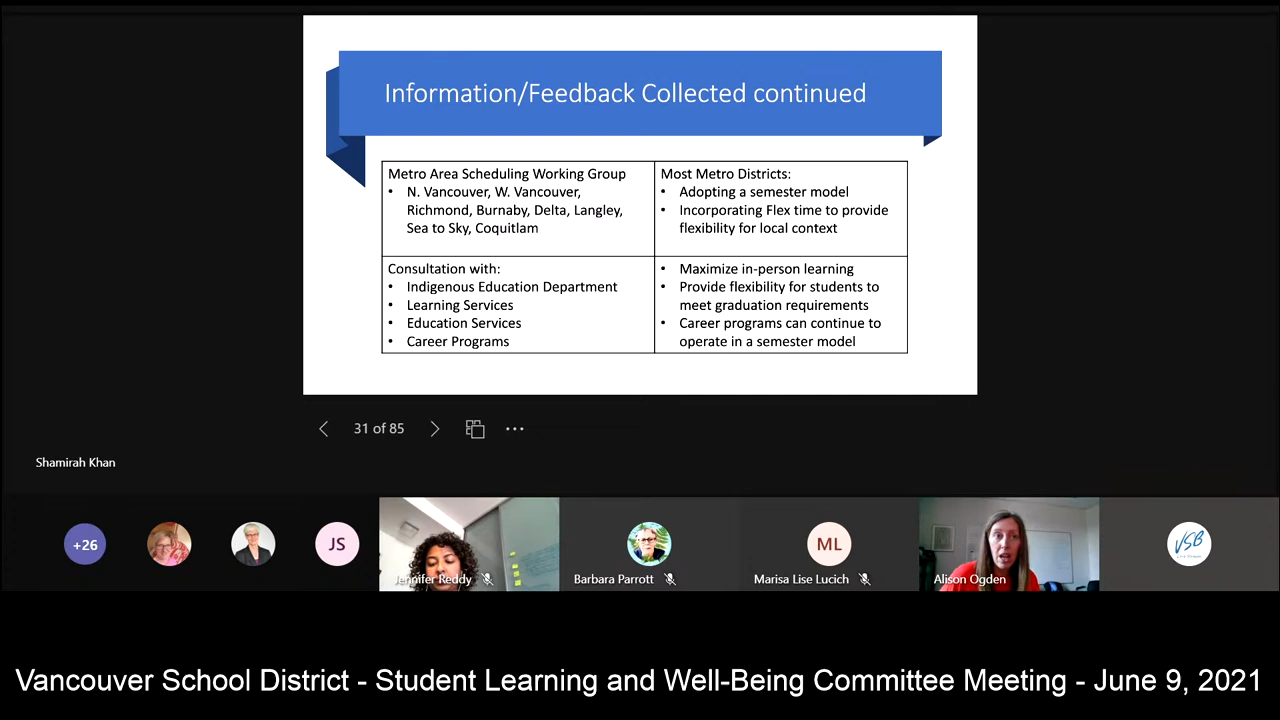 Information/Feedback Collected continued
Metro Area Scheduling Working Group
• N. Vancouver, W. Vancouver,
Richmond, Burnaby, Delta, Langley,
Sea to Sky, Coquitlam
Most Metro Districts:
• Adopting a semester model
• Incorporating Flex time to provide
flexibility for local context
Consultation with:
• Indigenous Education Department
• Learning Services
• Education Services
• Career Programs
• Maximize in-person learning
• Provide flexibility for students to
meet graduation requirements
• Career programs can continue to
operate in a semester model
31 of 85
Shamirah Khan
+26
JS
Jennifer Reddy
Barbara Parrott
ML
Marisa Lise Lucich
Alison Ogden
VSB
Vancouver School District - Student Learning and Well-Being Committee Meeting - June 9, 2021